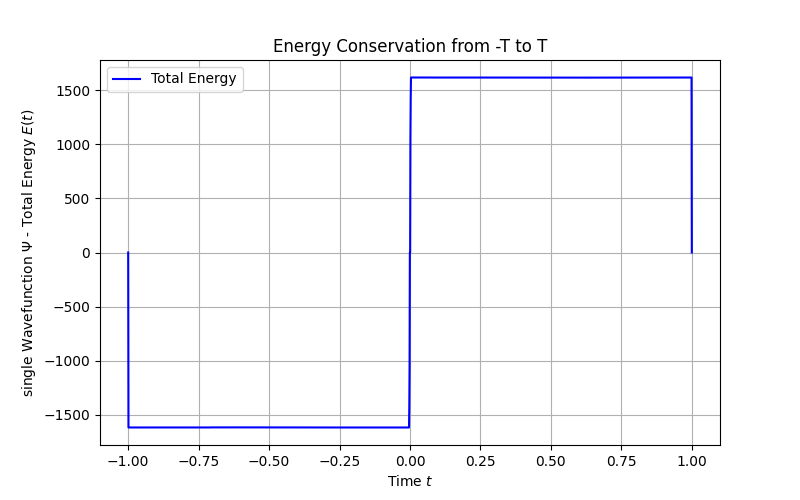 Energy Conservation from -T to T
Total Energy
single Wavefunction Ψ - Total Energy E(t)
1500
1000
500
0
−500
−1000
−1500
−1.00 −0.75 −0.50 −0.25 0.00 0.25 0.50 0.75 1.00
Time t